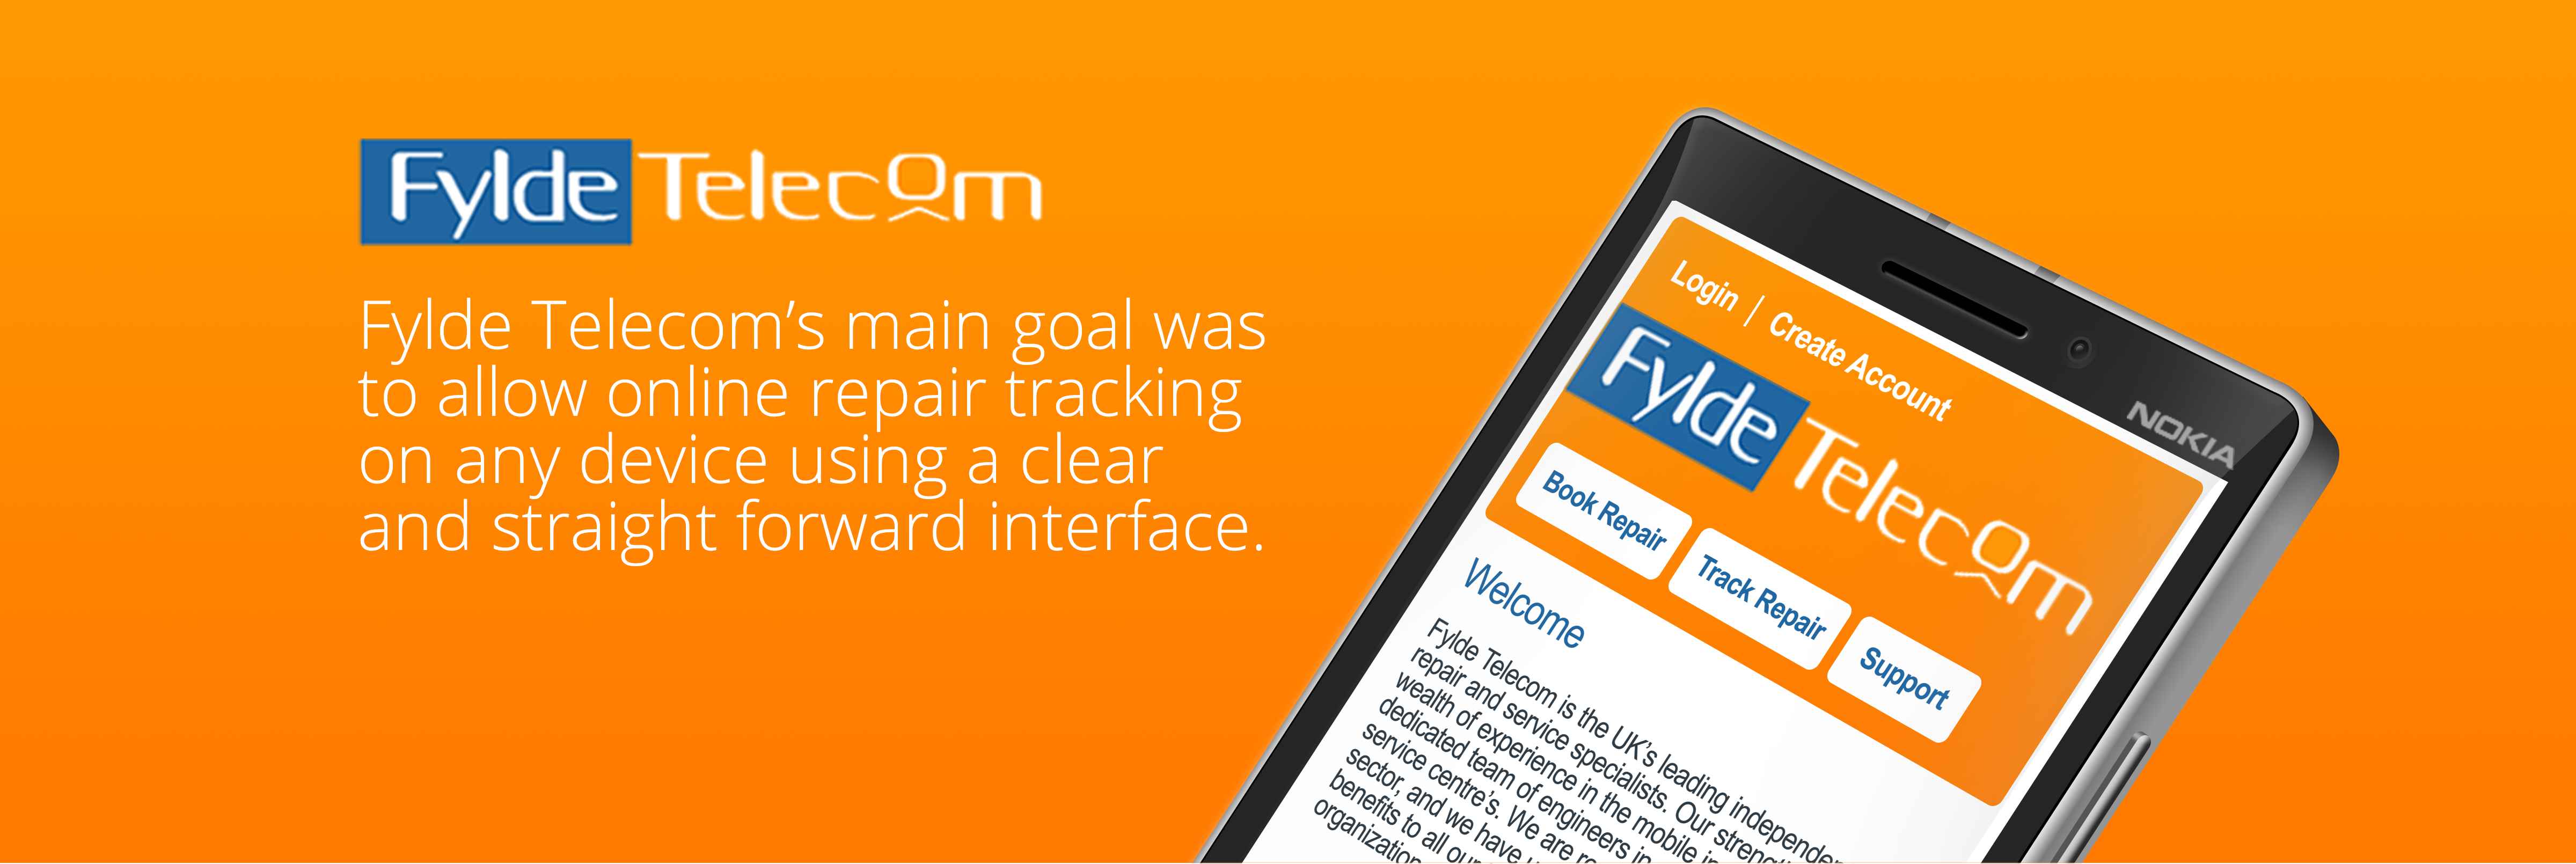 Fylde Telecom
Fylde Telecom’s main goal was
to allow online repair tracking
on any device using a clear
and straight forward interface.
NOKIA
Login | Create Account
Fylde Telecom
Book Repair
Track Repair
Support
Welcome
Fylde Telecom is the UK's leading
repair and service specialists. Our
wealth of experience in the mobile
dedicated team of engineers in
service centre's. We are
sector, and we have
benefits to all